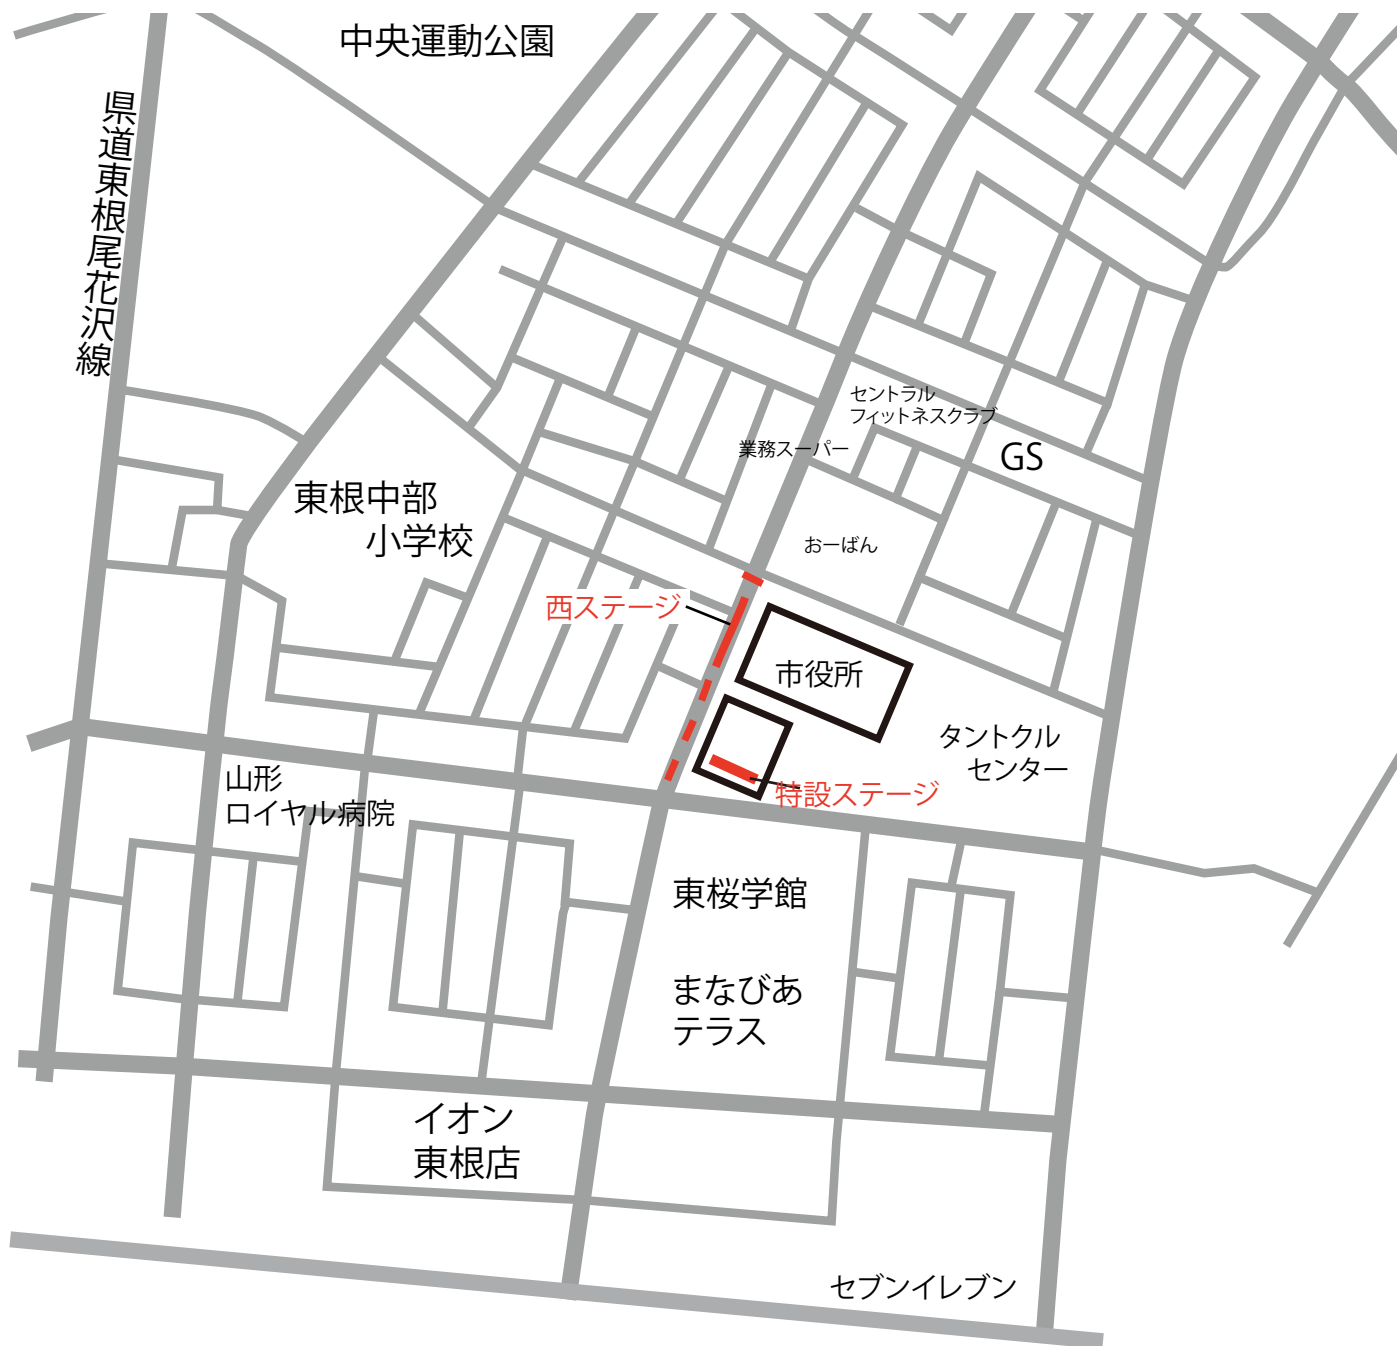 中央運動公園
県道東根尾花沢線
セントラル
フィットネスクラブ
業務スーパー
GS
東根中部
小学校
おーばん
西ステージ
市役所
タントクル
センター
山形
ロイヤル病院
特設ステージ
東桜学館
まなびあ
テラス
イオン
東根店
セブンイレブン